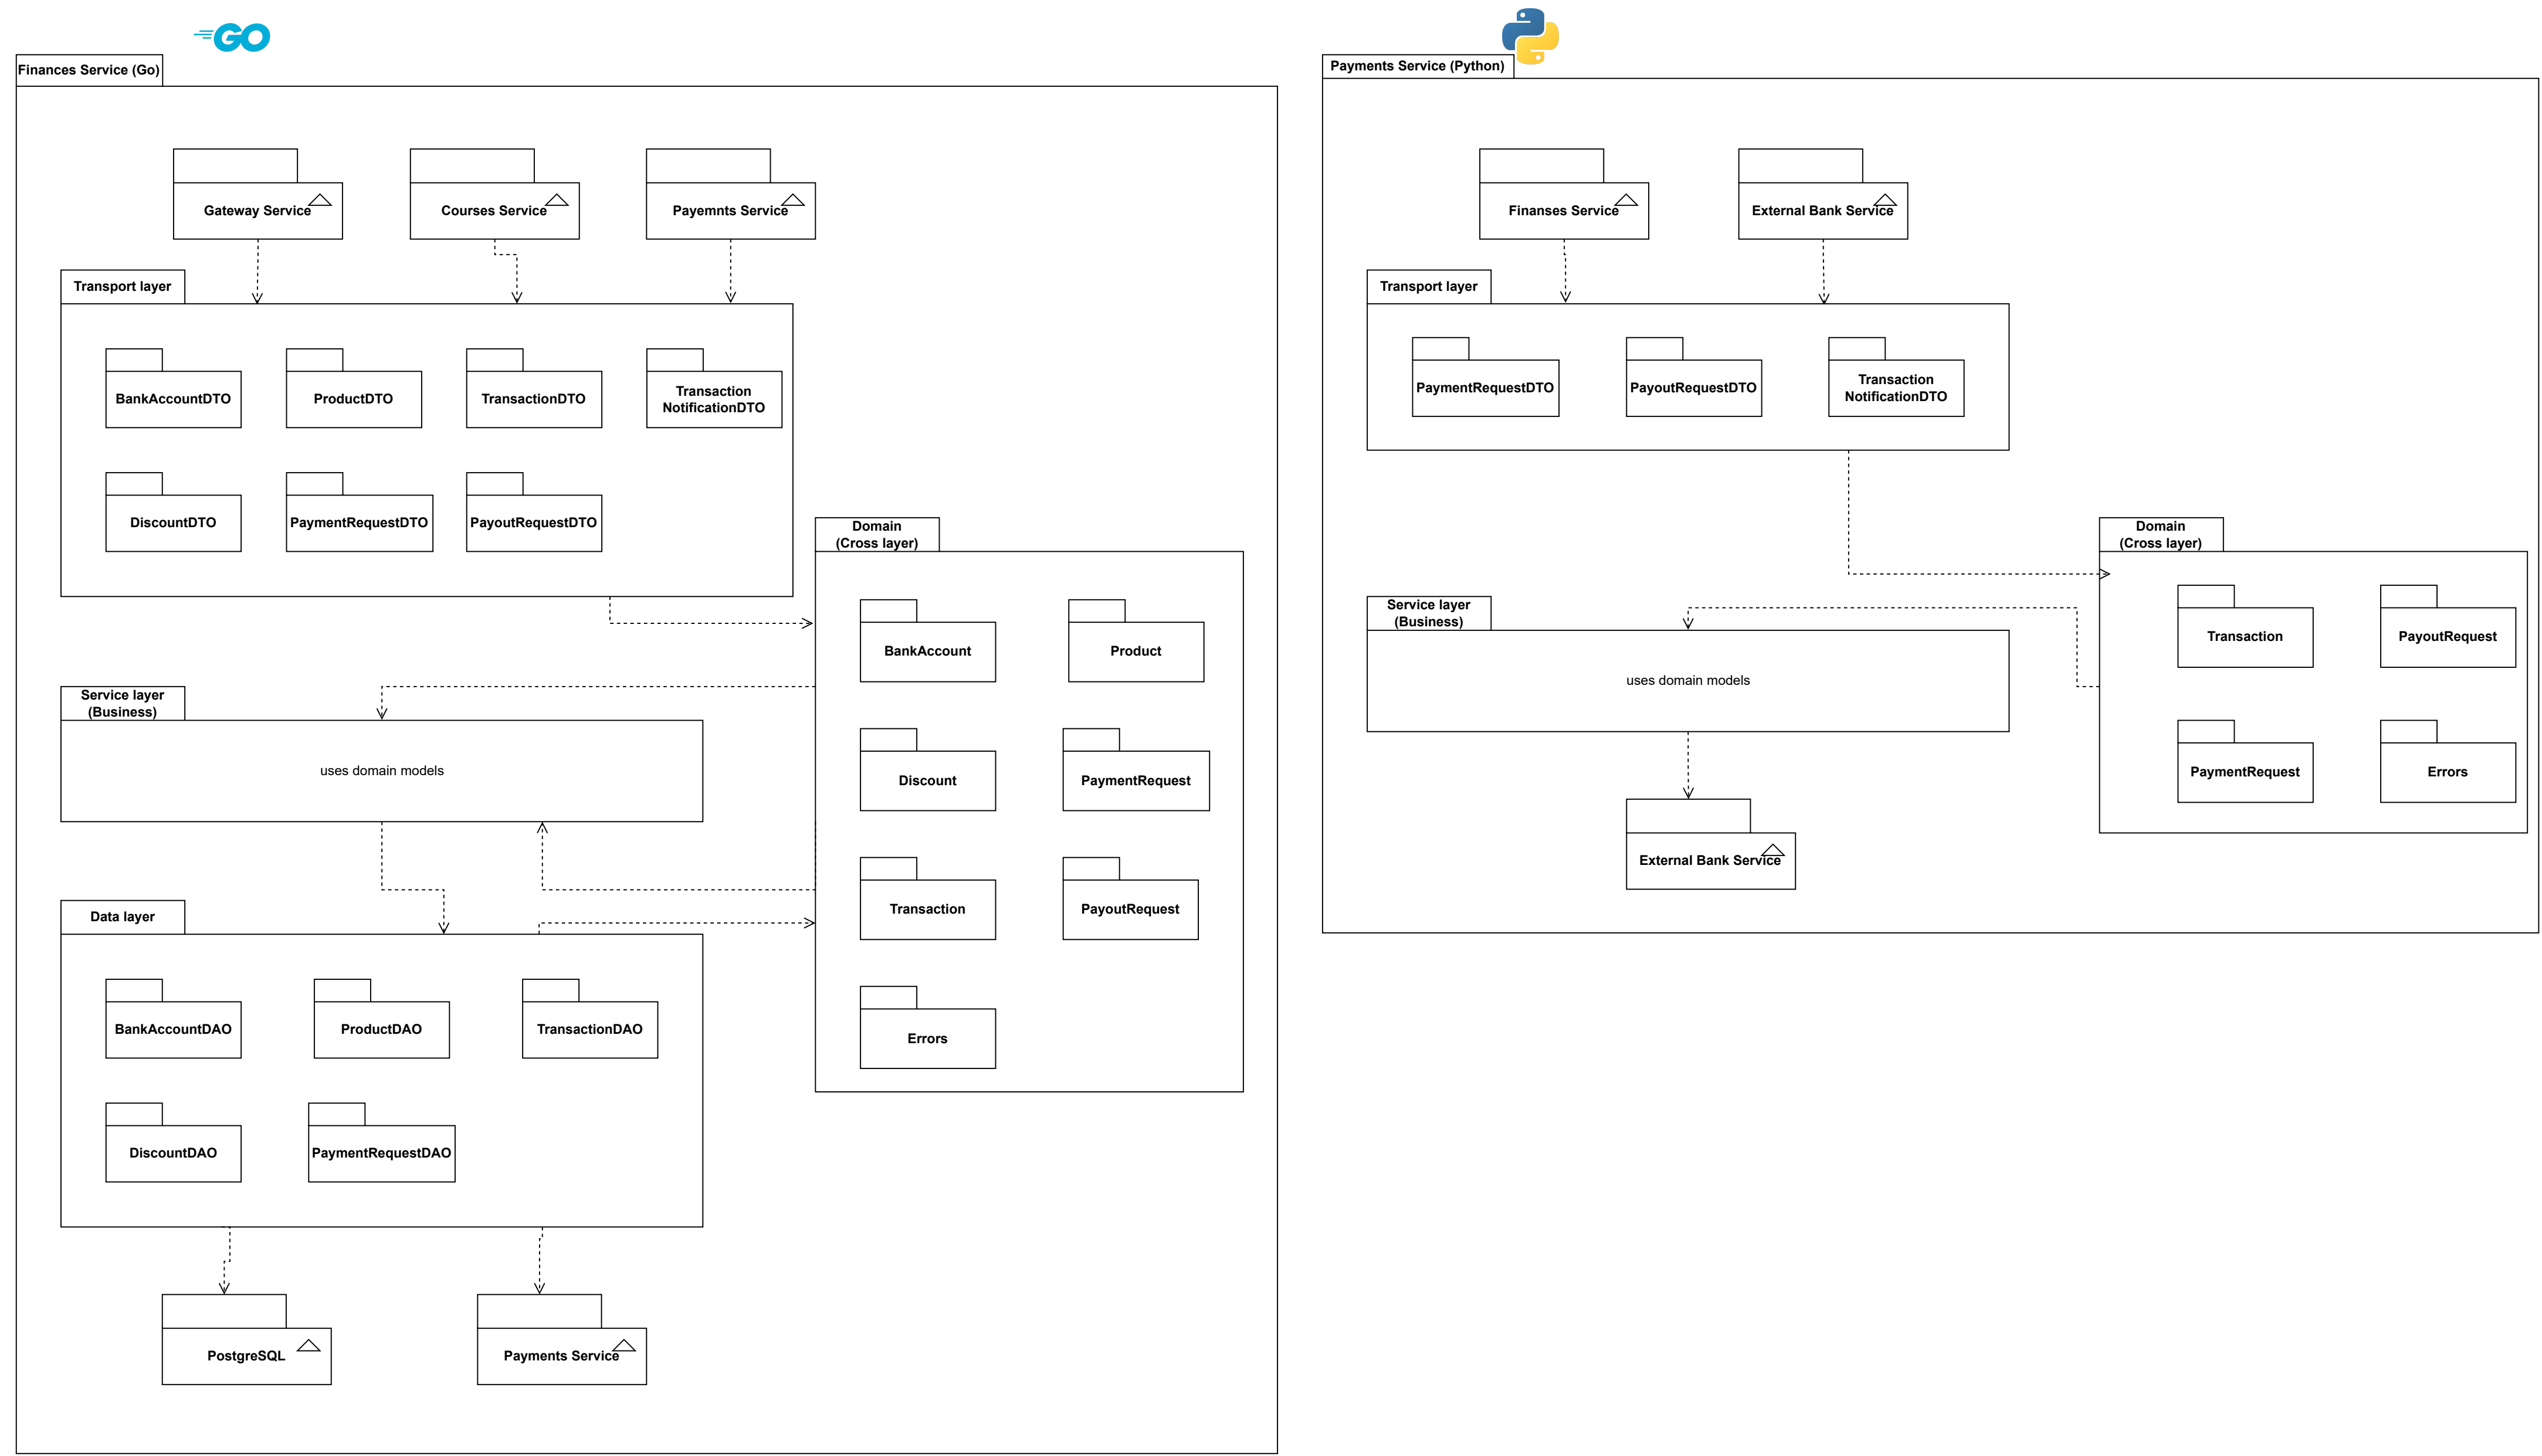 GO
Finances Service (Go)
Gateway Service
Courses Service
Payemnts Service
Transport layer
BankAccountDTO
ProductDTO
TransactionDTO
Transaction
NotificationDTO
DiscountDTO
PaymentRequestDTO
PayoutRequestDTO
Domain
(Cross layer)
BankAccount
Product
Discount
PaymentRequest
Transaction
PayoutRequest
Errors
Service layer
(Business)
uses domain models
Data layer
BankAccountDAO
ProductDAO
TransactionDAO
DiscountDAO
PaymentRequestDAO
PostgreSQL
Payments Service
Payments Service (Python)
Finanses Service
External Bank Service
Transport layer
PaymentRequestDTO
PayoutRequestDTO
Transaction
NotificationDTO
Domain
(Cross layer)
Transaction
PayoutRequest
PaymentRequest
Errors
Service layer
(Business)
uses domain models
External Bank Service